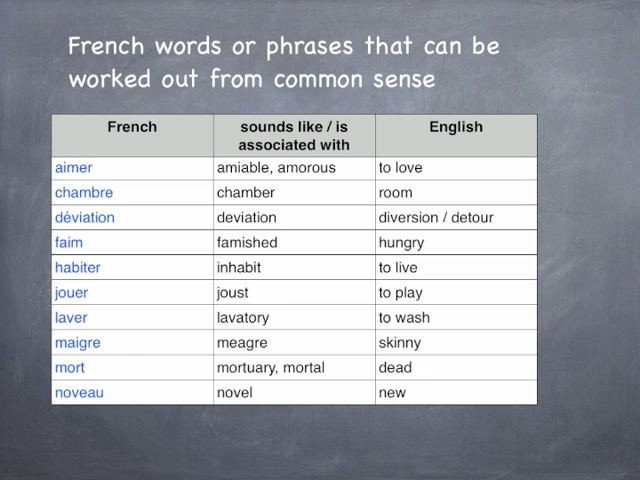 French words or phrases that can be
worked out from common sense
French sounds like / is associated with English
aimer amiable, amorous to love
chambre chamber room
déviation deviation diversion / detour
faim famished hungry
habiter inhabit to live
jouer joust to play
laver lavatory to wash
maigre meagre skinny
mort mortuary, mortal dead
noveau novel new